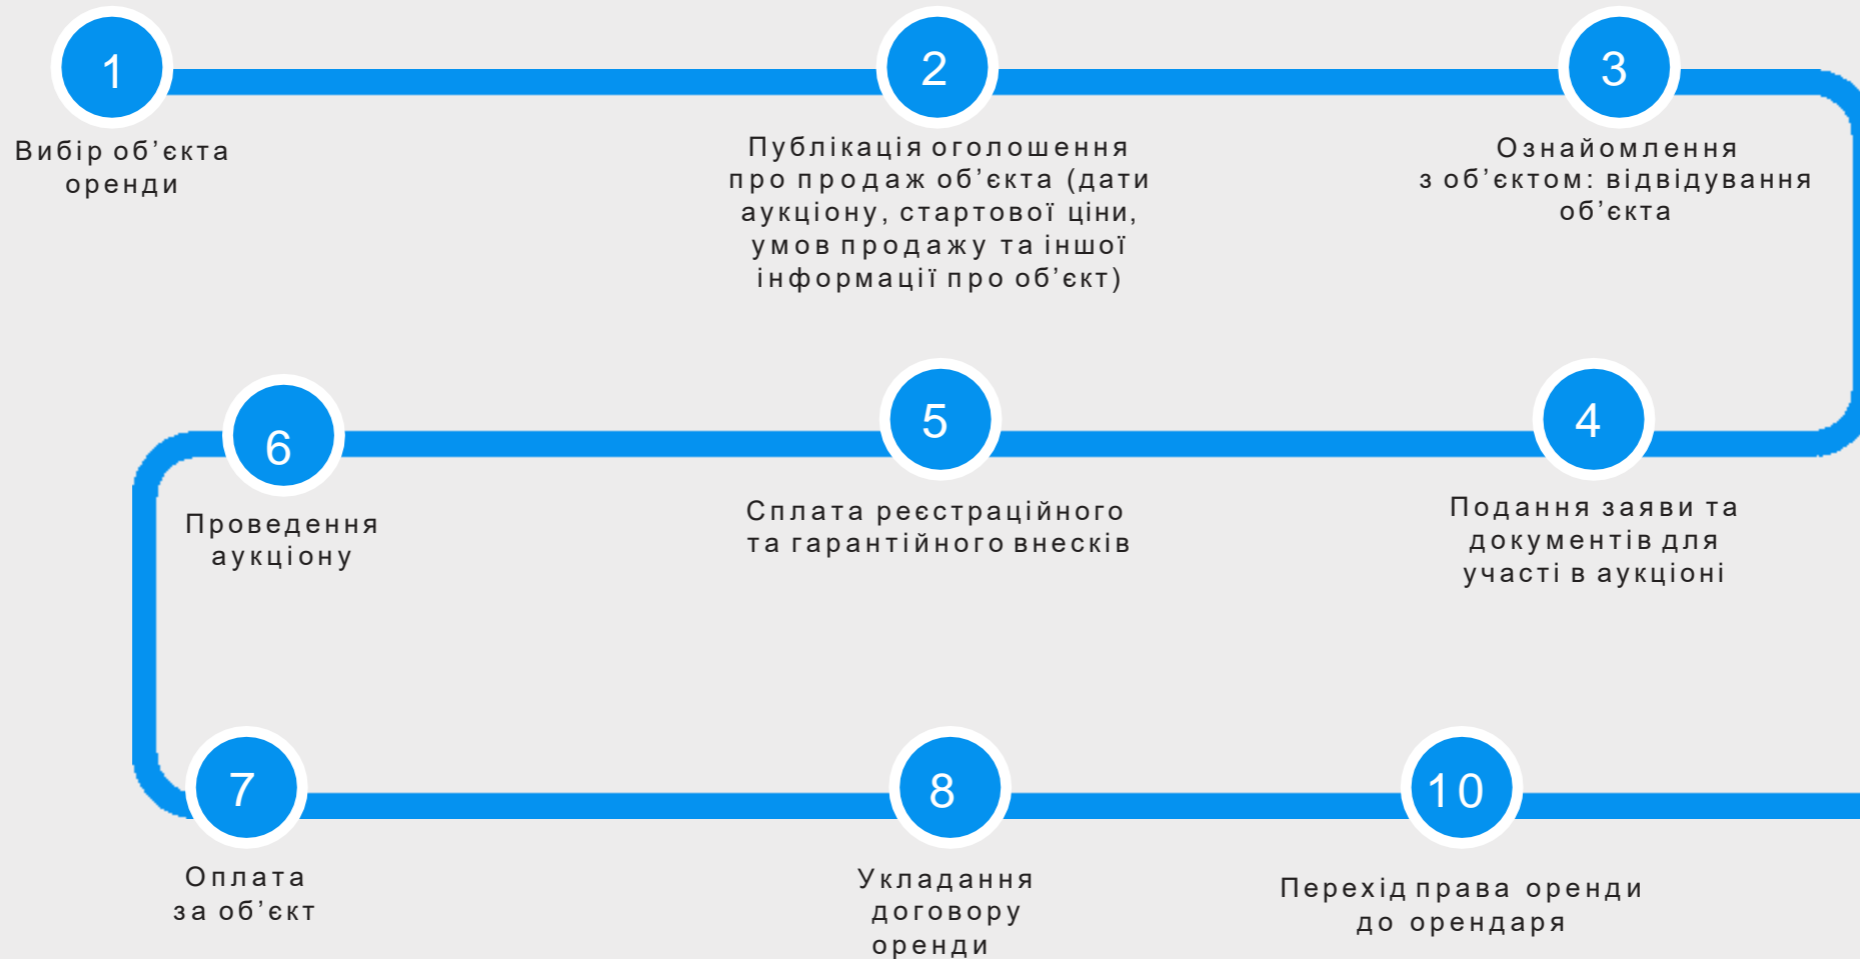 1
Вибір об’єкта
оренди
2
Публікація оголошення
про продаж об’єкта (дати
аукціону, стартової ціни,
умов продажу та іншої
інформації про об’єкт)
3
Ознайомлення
з об’єктом: відвідування
об’єкта
4
Подання заяви та
документів для
участі в аукціоні
5
Сплата реєстраційного
та гарантійного внесків
6
Проведення
аукціону
7
Оплата
за об’єкт
8
Укладання
договору
оренди
10
Перехід права оренди
до орендаря